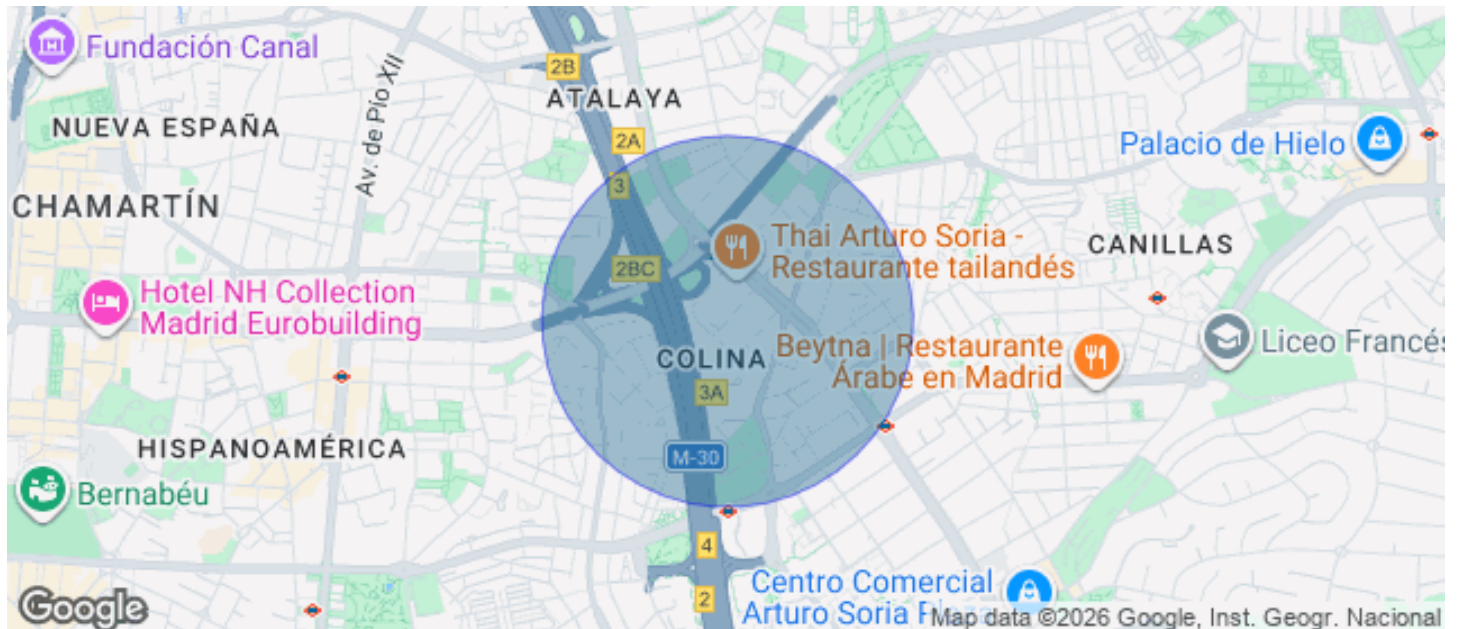 Fundación Canal
2B
ATALAYA
Av. de Pío XII
NUEVA ESPAÑA
2A
Palacio de Hielo
3
CHAMARTÍN
Thai Arturo Soria -
Restaurante tailandés
CANILLAS
2BC
Hotel NH Collection
Madrid Eurobuilding
COLINA
Beytna | Restaurante
Árabe en Madrid
Liceo Francés
3A
HISPANOAMÉRICA
M-30
Bernabéu
4
2
Centro Comercial
Arturo Soria
Google
Map data ©2026 Google, Inst. Geogr. Nacional